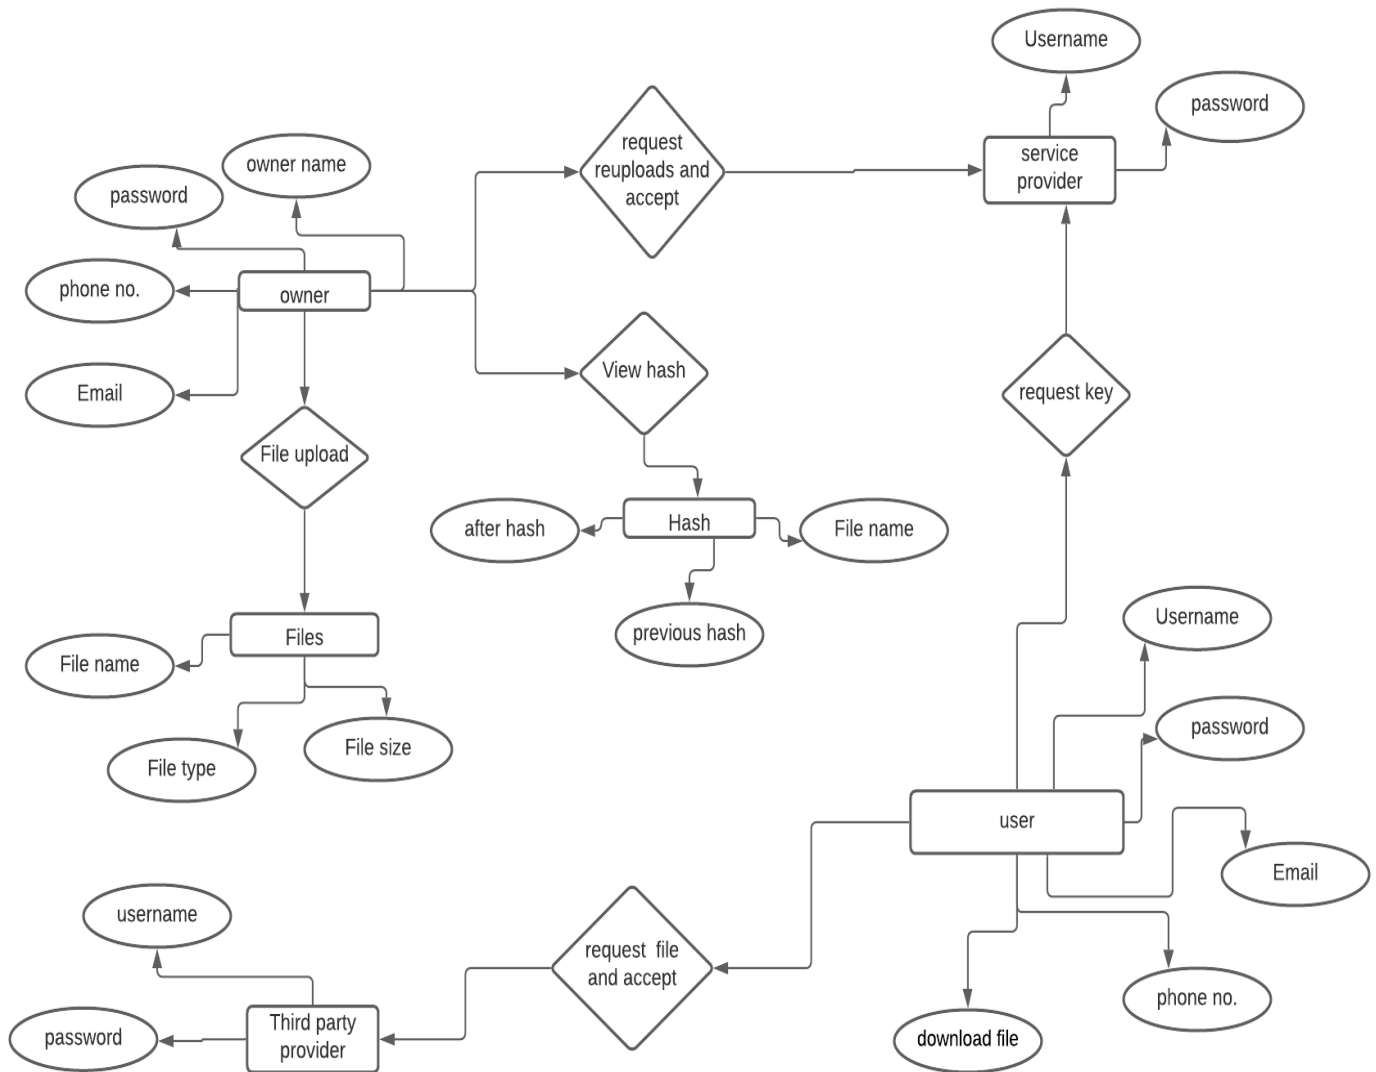 Username
password
request
reuploads and
accept
service
provider
owner name
password
phone no.
owner
Email
View hash
request key
File upload
after hash
Hash
File name
previous hash
Files
File name
File type
File size
Username
password
user
Email
phone no.
download file
request  file
and accept
username
password
Third party
provider